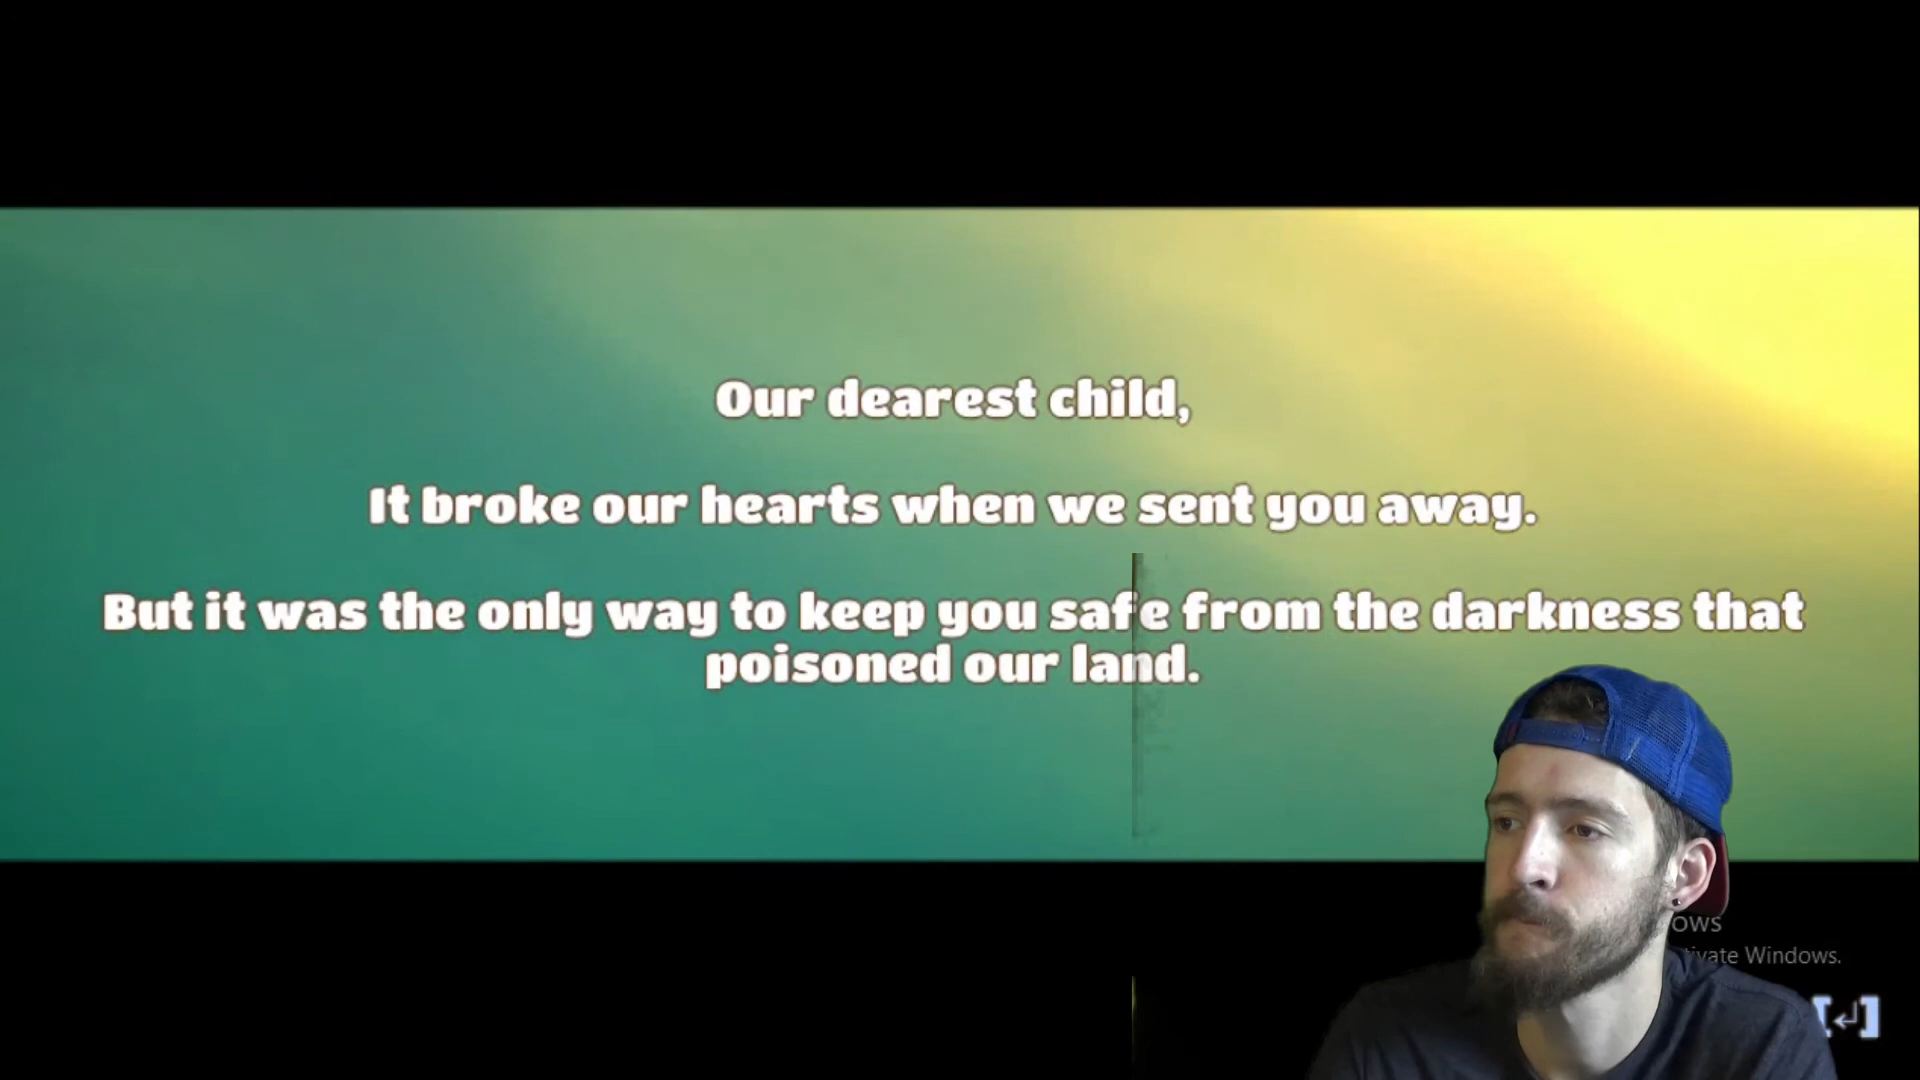 Our dearest child,
It broke our hearts when we sent you away.
But it was the only way to keep you safe from the darkness that
poisoned our land.
Windows.
[↵]